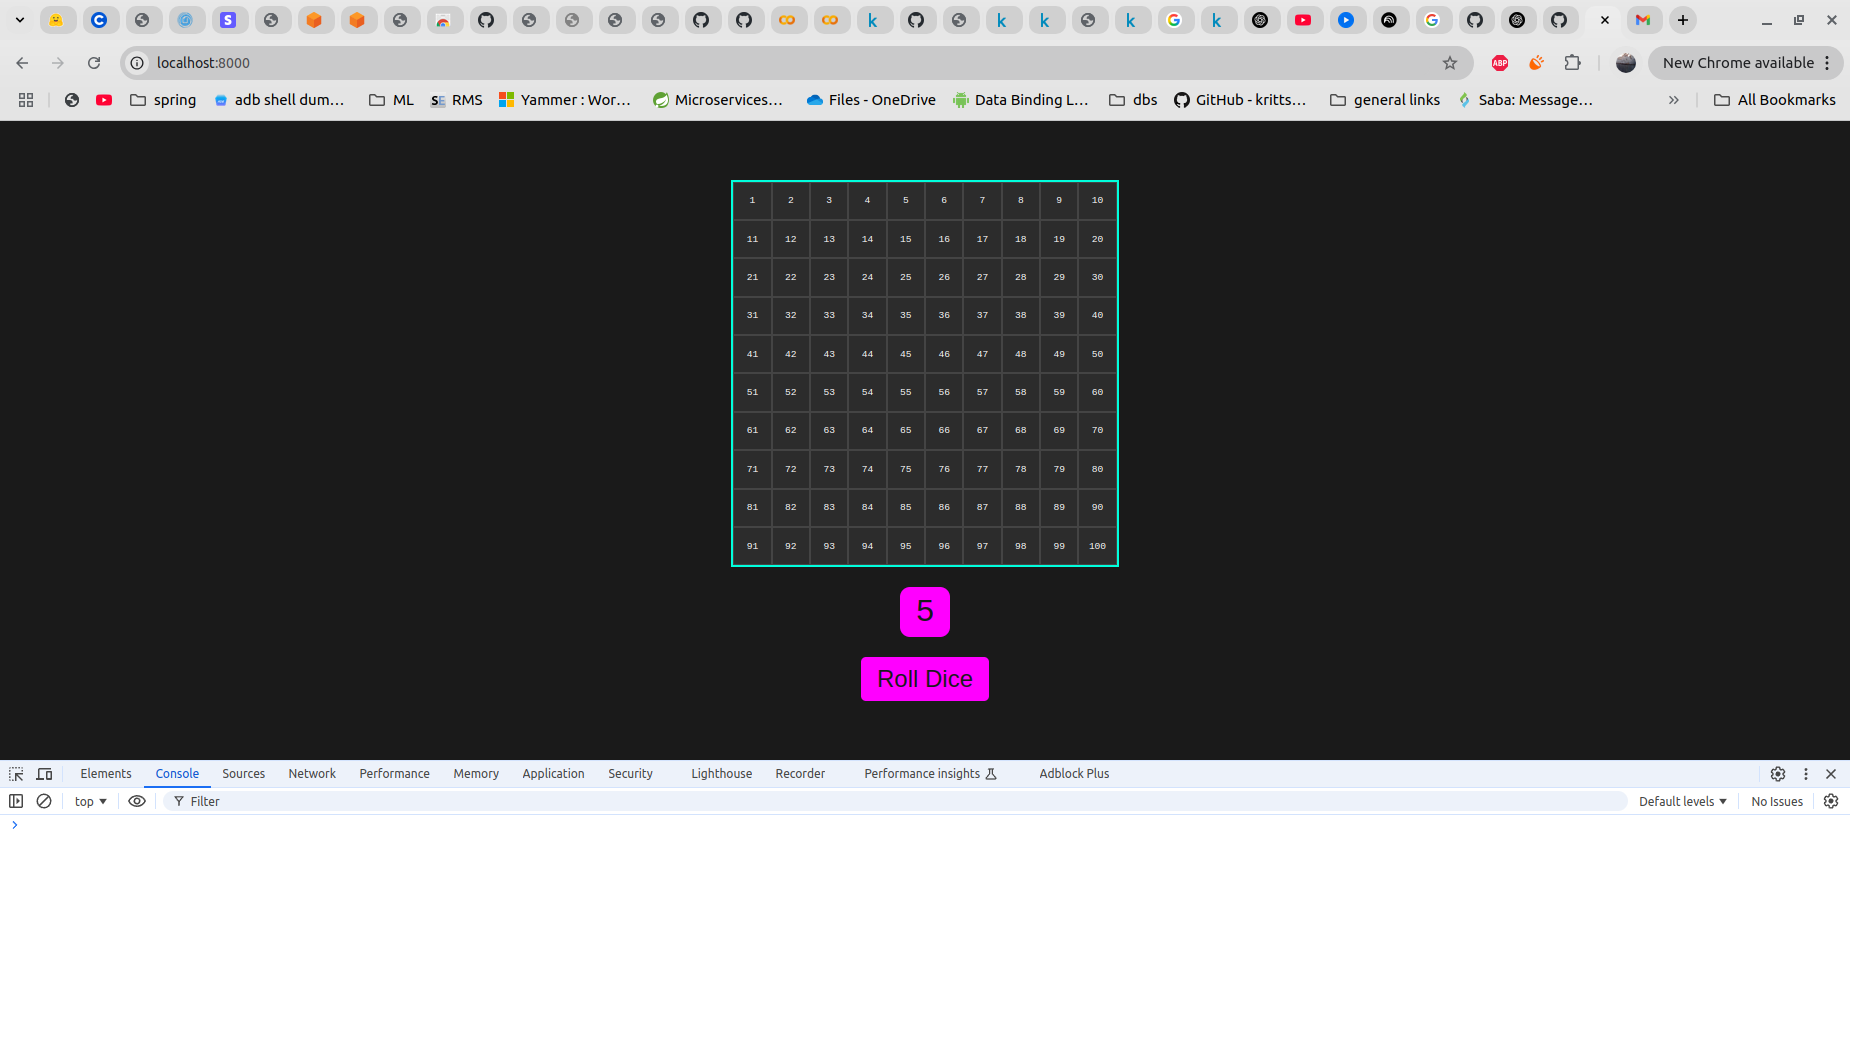 localhost:8000
New Chrome available
spring adb shell dum... ML RMS Yammer : Wor... Microservices... Files - OneDrive Data Binding L... dbs GitHub - kritts... general links Saba: Message... » All Bookmarks
1 2 3 4 5 6 7 8 9 10
11 12 13 14 15 16 17 18 19 20
21 22 23 24 25 26 27 28 29 30
31 32 33 34 35 36 37 38 39 40
41 42 43 44 45 46 47 48 49 50
51 52 53 54 55 56 57 58 59 60
61 62 63 64 65 66 67 68 69 70
71 72 73 74 75 76 77 78 79 80
81 82 83 84 85 86 87 88 89 90
91 92 93 94 95 96 97 98 99 100
5
Roll Dice
Elements Console Sources Network Performance Memory Application Security Lighthouse Recorder Performance insights Adblock Plus
top Filter Default levels No Issues